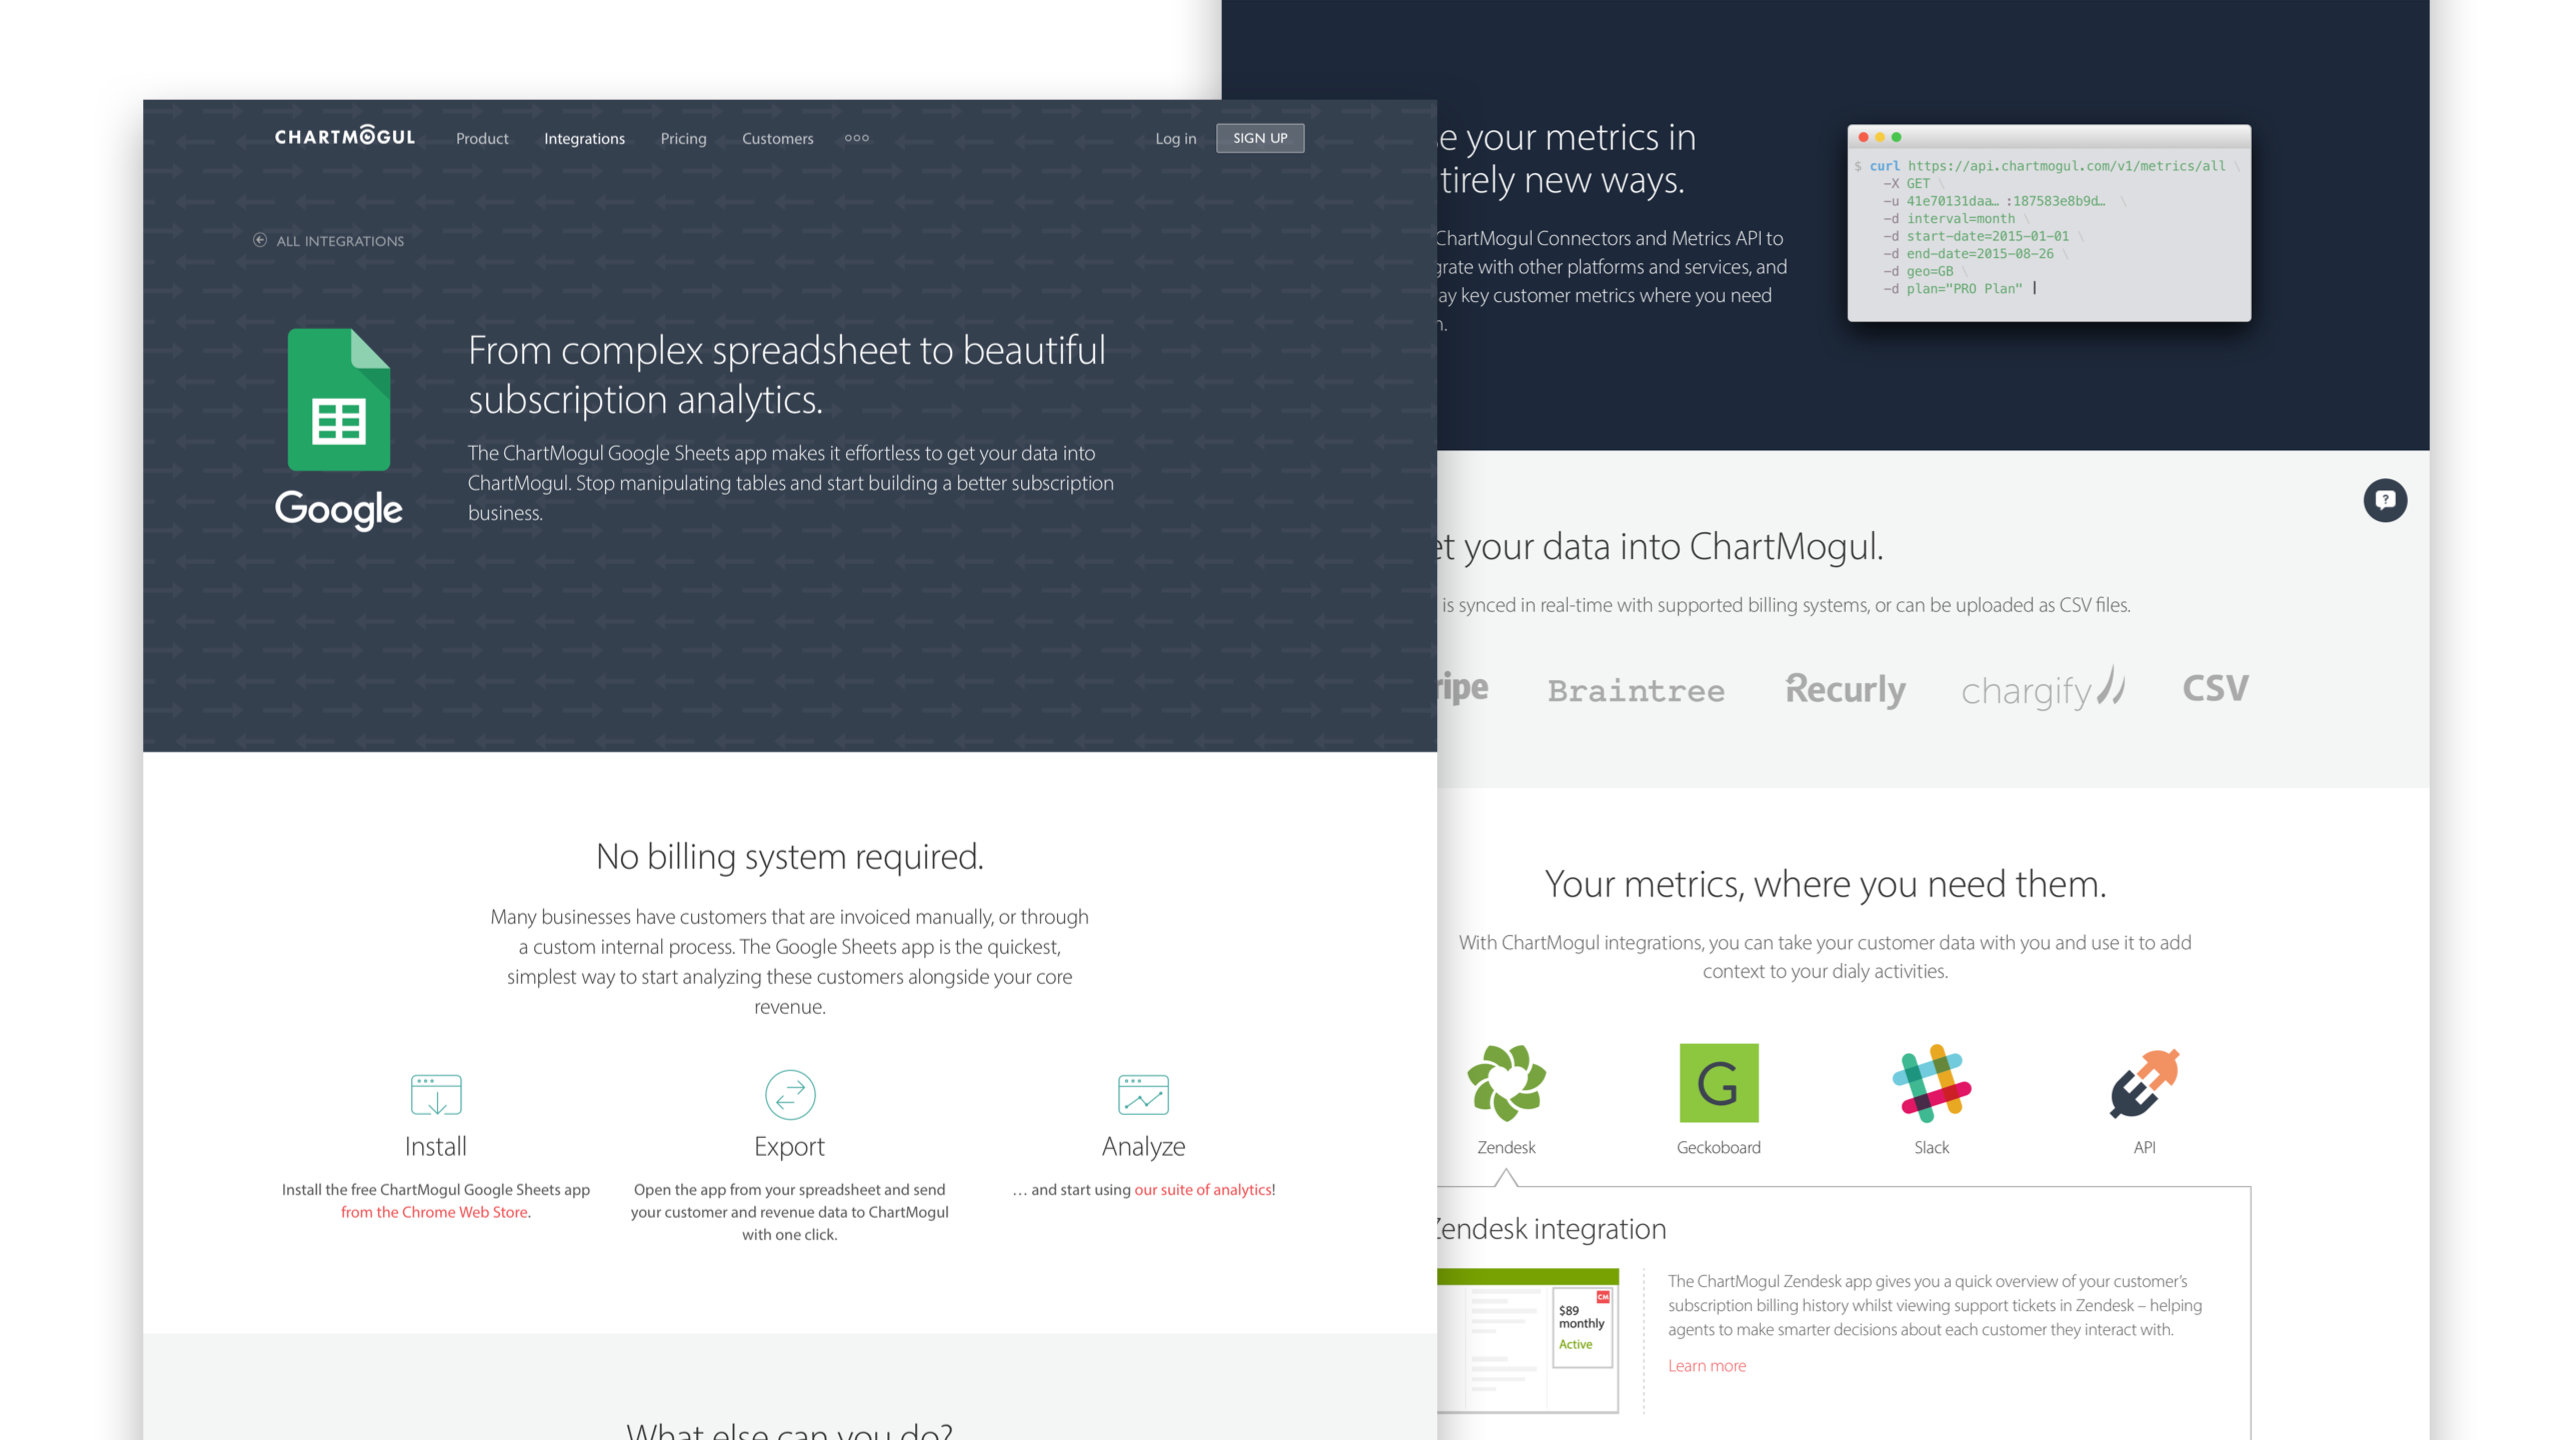 CHARTMOGUL Product Integrations Pricing Customers Log in SIGN UP
ALL INTEGRATIONS
From complex spreadsheet to beautiful
subscription analytics.
The ChartMogul Google Sheets app makes it effortless to get your data into
ChartMogul. Stop manipulating tables and start building a better subscription
business.
Google
No billing system required.
Many businesses have customers that are invoiced manually, or through
a custom internal process. The Google Sheets app is the quickest,
simplest way to start analyzing these customers alongside your core
revenue.
Install
Install the free ChartMogul Google Sheets app
from the Chrome Web Store.
Export
Open the app from your spreadsheet and send
your customer and revenue data to ChartMogul
with one click.
Analyze
… and start using our suite of analytics!
What else can you do?
e your metrics in
tirely new ways.
ChartMogul Connectors and Metrics API to
grate with other platforms and services, and
ay key customer metrics where you need
n.
$ curl https://api.chartmogul.com/v1/metrics/all \
-X GET \
-u 41e70131daa… :187583e8b9d… \
-d interval=month \
-d start-date=2015-01-01 \
-d end-date=2015-08-26 \
-d geo=GB \
-d plan="PRO Plan"
et your data into ChartMogul.
is synced in real-time with supported billing systems, or can be uploaded as CSV files.
ripe Braintree Recurly chargify CSV
Your metrics, where you need them.
With ChartMogul integrations, you can take your customer data with you and use it to add
context to your dialy activities.
G
Zendesk Geckoboard Slack API
Zendesk integration
CM
$89
monthly
Active
The ChartMogul Zendesk app gives you a quick overview of your customer's
subscription billing history whilst viewing support tickets in Zendesk – helping
agents to make smarter decisions about each customer they interact with.
Learn more